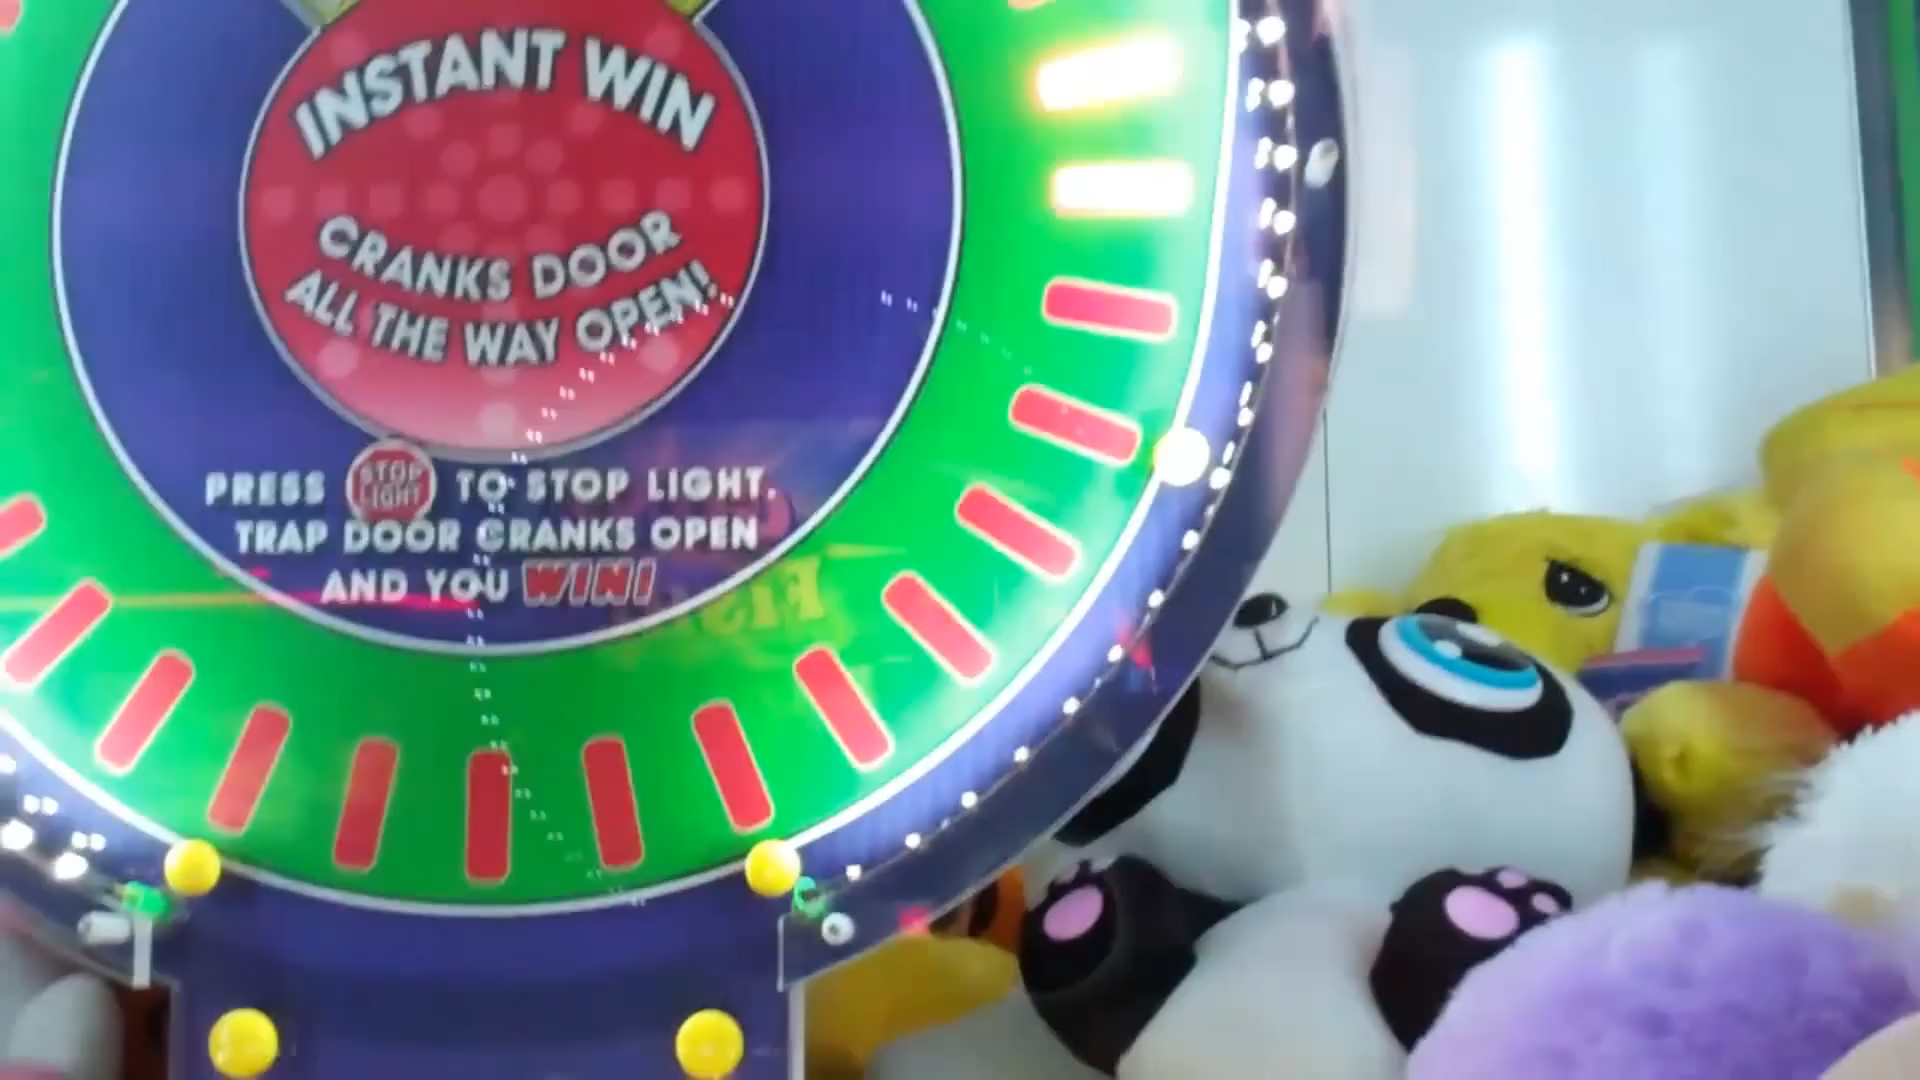 INSTANT WIN
CRANKS DOOR
ALL THE WAY OPEN!
PRESS STOP LIGHT TO STOP LIGHT.
TRAP DOOR CRANKS OPEN
AND YOU WIN!